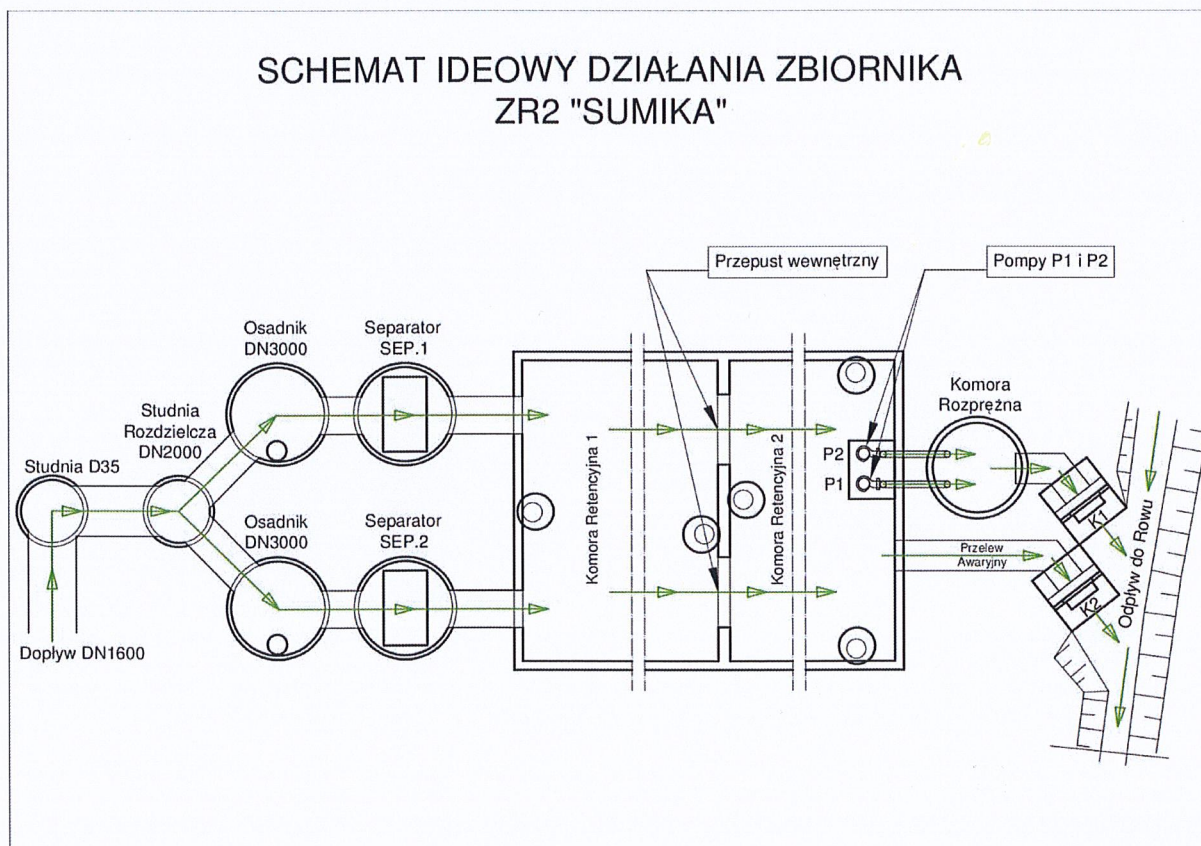 SCHEMAT IDEOWY DZIAŁANIA ZBIORNIKA
ZR2 "SUMIKA"
Przepust wewnętrzny
Pompy P1 i P2
Osadnik
DN3000
Separator
SEP.1
Studnia
Rozdzielcza
DN2000
Studnia D35
Osadnik
DN3000
Separator
SEP.2
Dopływ DN1600
Komora Retencyjna 1
Komora Retencyjna 2
P2
P1
Komora
Rozprężna
Przelew
Awaryjny
K1
K2
Odpływ do Rowu